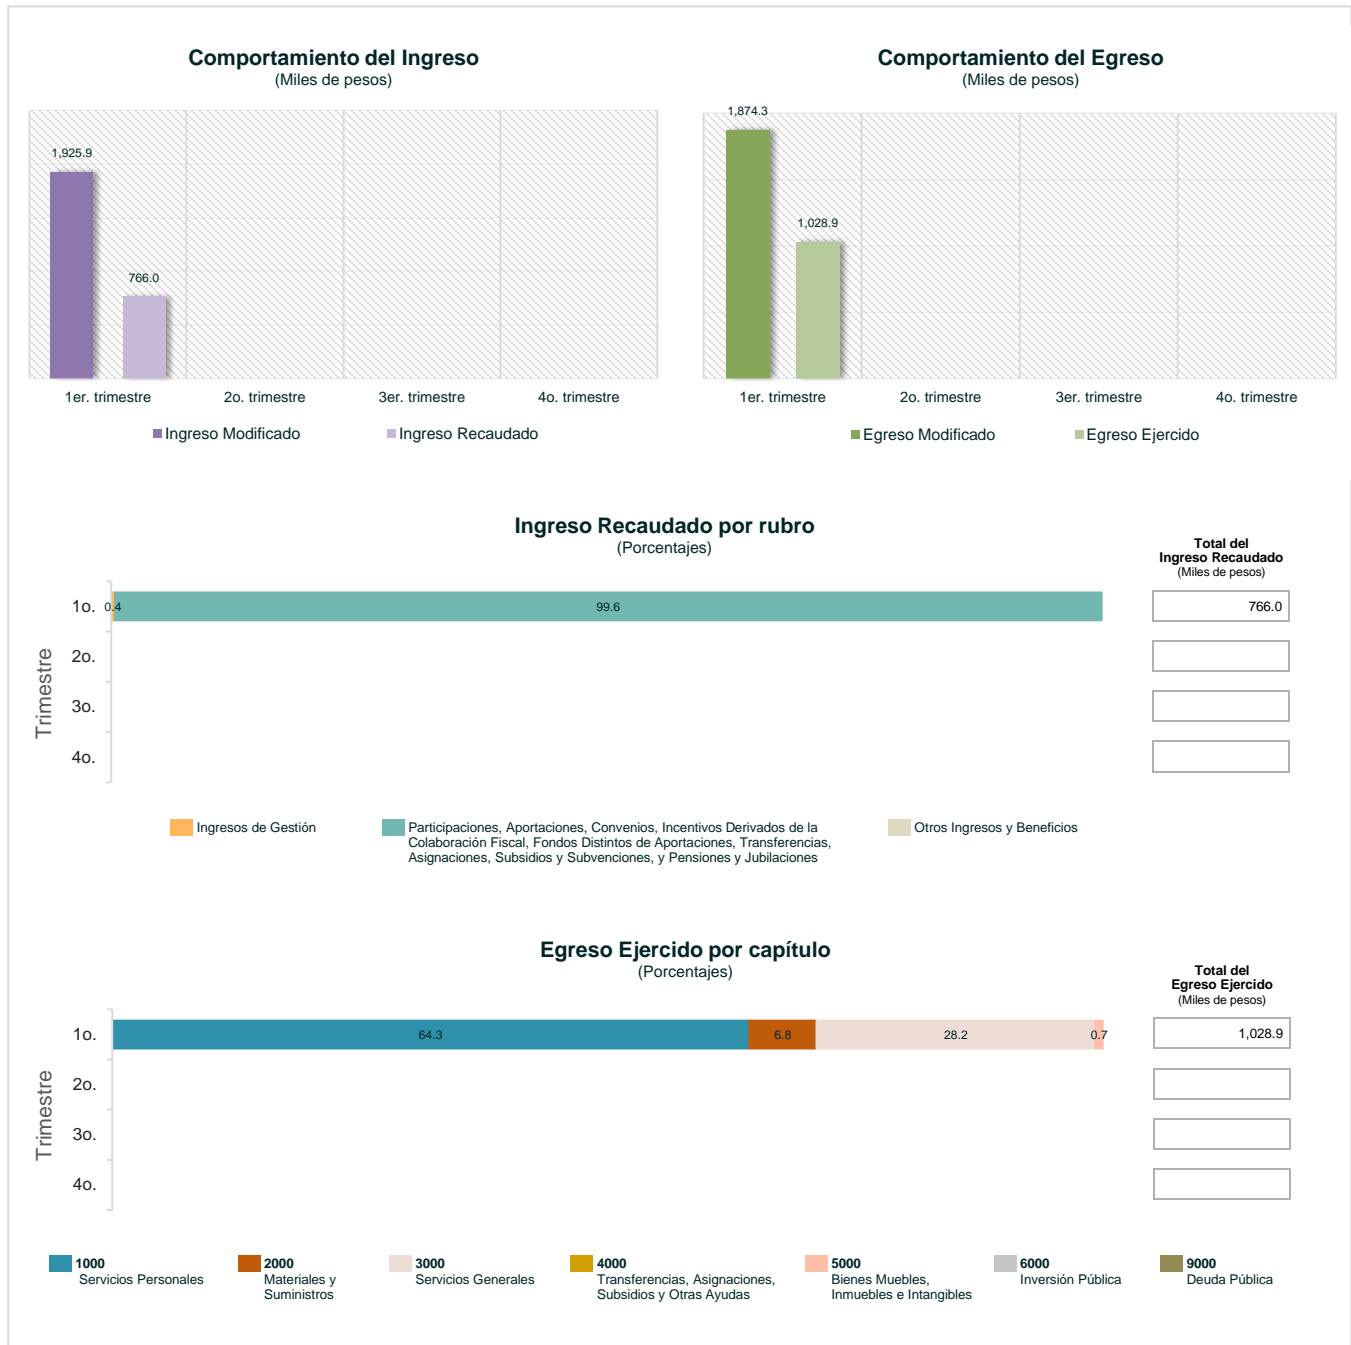 Comportamiento del Ingreso
(Miles de pesos)
1,925.9
766.0
1er. trimestre
2o. trimestre
3er. trimestre
4o. trimestre
Ingreso Modificado
Ingreso Recaudado
Comportamiento del Egreso
(Miles de pesos)
1,874.3
1,028.9
1er. trimestre
2o. trimestre
3er. trimestre
4o. trimestre
Egreso Modificado
Egreso Ejercido
Ingreso Recaudado por rubro
(Porcentajes)
Total del
Ingreso Recaudado
(Miles de pesos)
Trimestre
1o.
0.4
99.6
766.0
2o.
3o.
4o.
Ingresos de Gestión
Participaciones, Aportaciones, Convenios, Incentivos Derivados de la
Colaboración Fiscal, Fondos Distintos de Aportaciones, Transferencias,
Asignaciones, Subsidios y Subvenciones, y Pensiones y Jubilaciones
Otros Ingresos y Beneficios
Egreso Ejercido por capítulo
(Porcentajes)
Total del
Egreso Ejercido
(Miles de pesos)
Trimestre
1o.
64.3
6.8
28.2
0.7
1,028.9
2o.
3o.
4o.
1000
Servicios Personales
2000
Materiales y
Suministros
3000
Servicios Generales
4000
Transferencias, Asignaciones,
Subsidios y Otras Ayudas
5000
Bienes Muebles,
Inmuebles e Intangibles
6000
Inversión Pública
9000
Deuda Pública